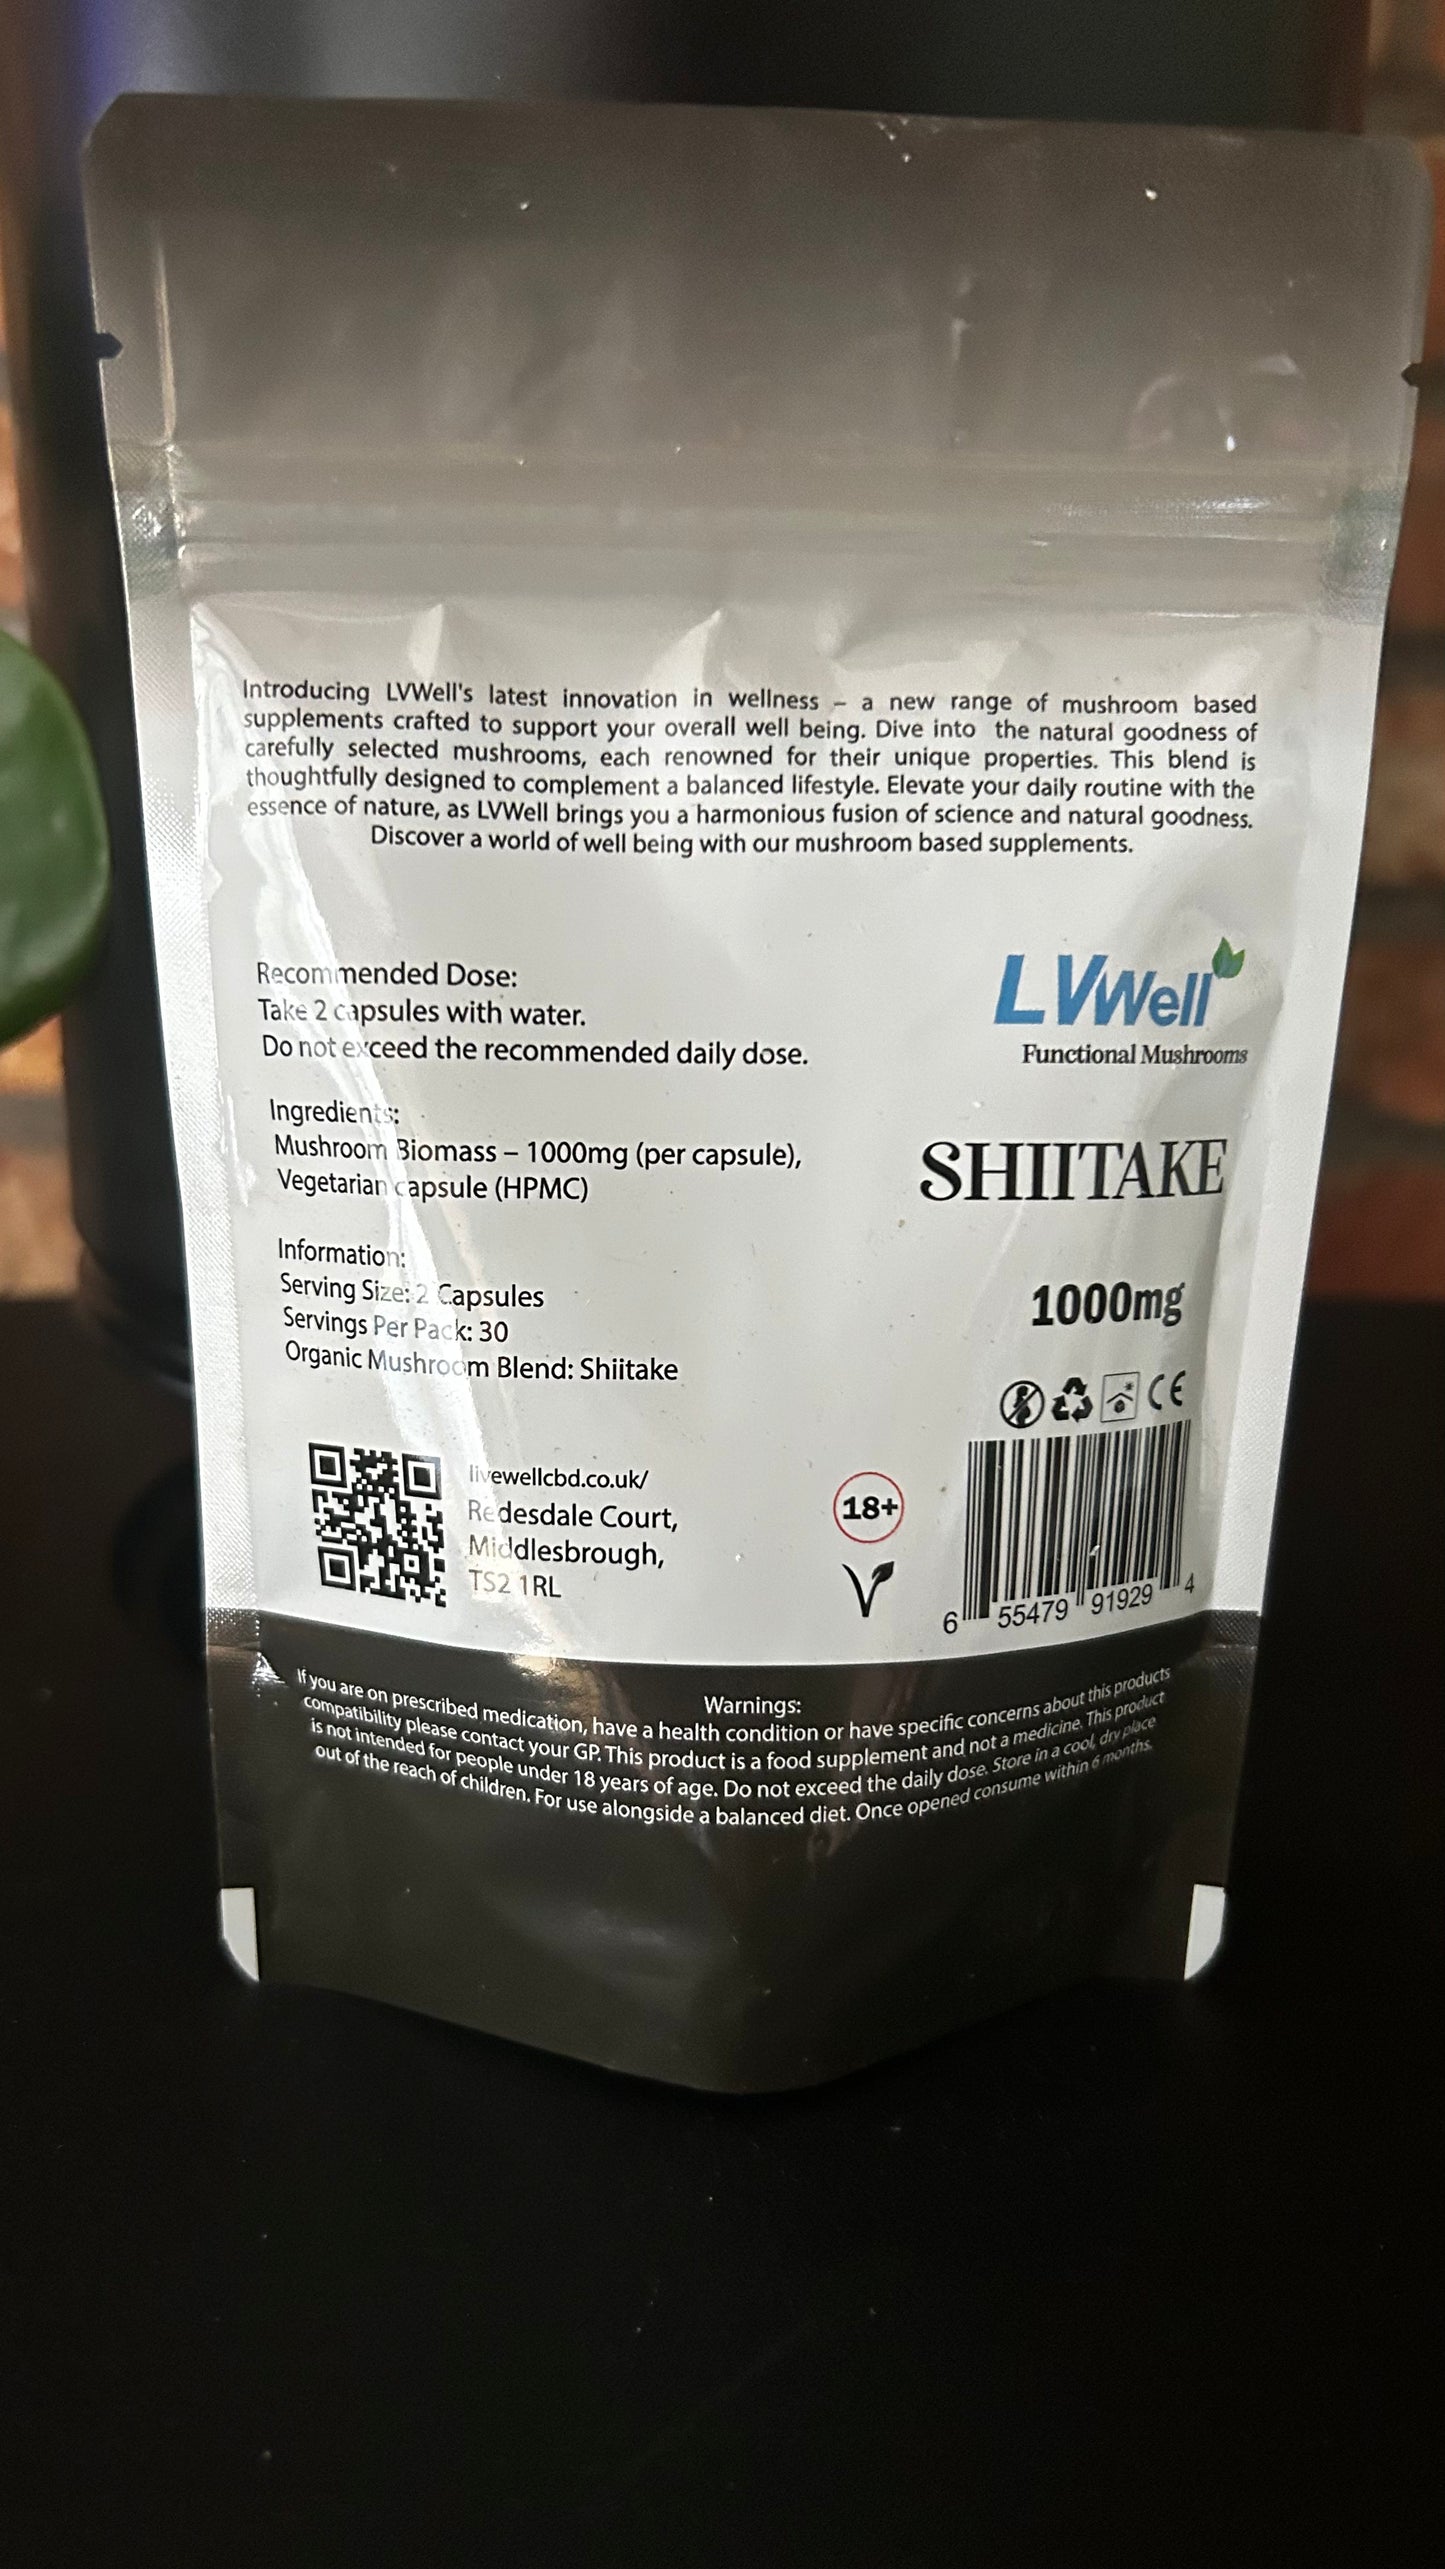 Introducing LVWell's latest innovation in wellness – a new range of mushroom based
supplements crafted to support your overall well being. Dive into the natural goodness of
carefully selected mushrooms, each renowned for their unique properties. This blend is
thoughtfully designed to complement a balanced lifestyle. Elevate your daily routine with the
essence of nature, as LVWell brings you a harmonious fusion of science and natural goodness.
Discover a world of well being with our mushroom based supplements.
Recommended Dose:
Take 2 capsules with water.
Do not exceed the recommended daily dose.
Ingredients:
Mushroom Biomass – 1000mg (per capsule),
Vegetarian capsule (HPMC)
Information:
Serving Size: 2 Capsules
Servings Per Pack: 30
Organic Mushroom Blend: Shiitake
LVWell
Functional Mushrooms
SHIITAKE
1000mg
CE
livewellcbd.co.uk/
Redesdale Court,
Middlesbrough,
TS2 1RL
18+
V
6 55479 91929 4
Warnings:
If you are on prescribed medication, have a health condition or have specific concerns about this products
compatibility please contact your GP. This product is a food supplement and not a medicine. This product
is not intended for people under 18 years of age. Do not exceed the daily dose. Store in a cool, dry place
out of the reach of children. For use alongside a balanced diet. Once opened consume within 6 months.